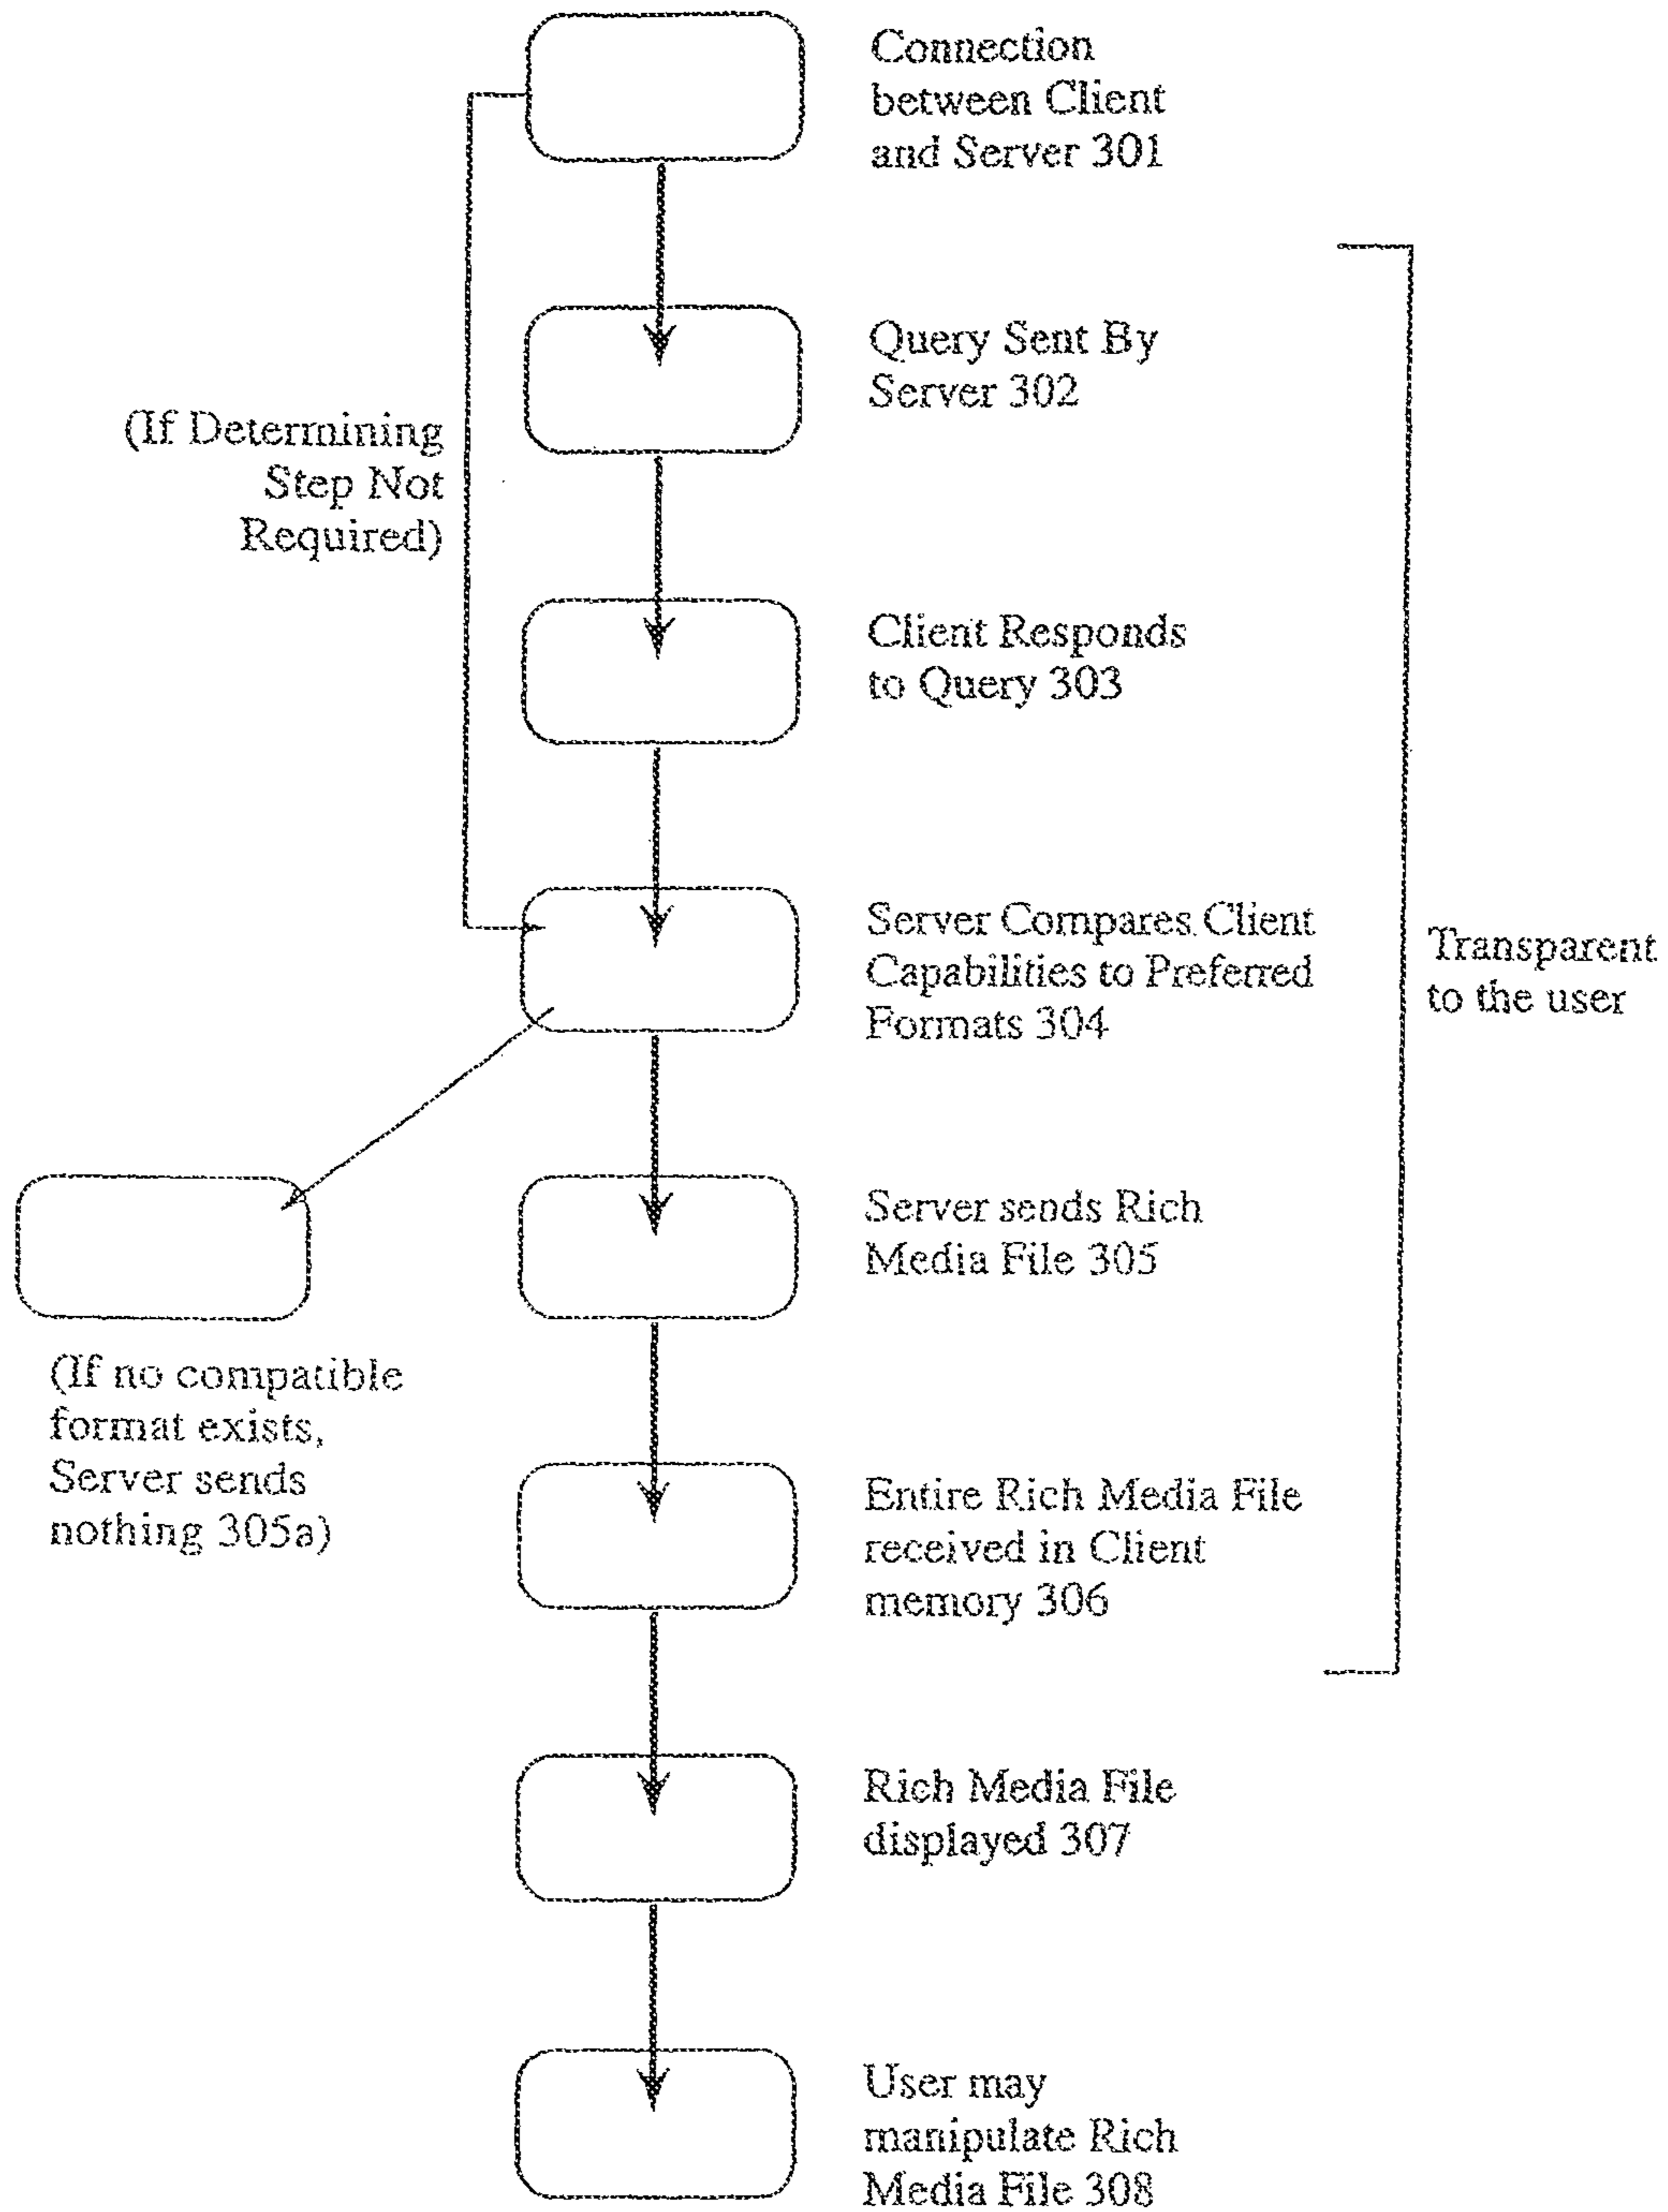 Connection
between Client
and Server 301
Query Sent By
Server 302
(If Determining
Step Not
Required)
Client Responds
to Query 303
Server Compares Client
Capabilities to Preferred
Formats 304
Transparent
to the user
Server sends Rich
Media File 305
(If no compatible
format exists,
Server sends
nothing 305a)
Entire Rich Media File
received in Client
memory 306
Rich Media File
displayed 307
User may
manipulate Rich
Media File 308